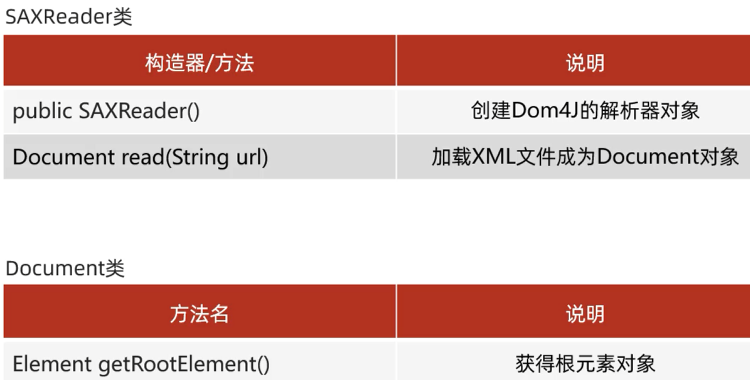 SAXReader类
构造器/方法 说明
public SAXReader() 创建Dom4J的解析器对象
Document read(String url) 加载XML文件成为Document对象
Document类
方法名 说明
Element getRootElement() 获得根元素对象